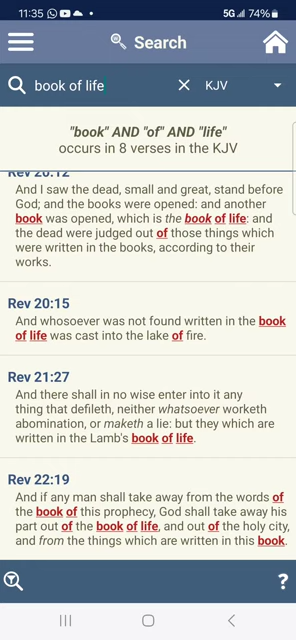 11:35
5G 74%
Search
book of life
KJV
"book" AND "of" AND "life"
occurs in 8 verses in the KJV
Rev 20:12
And I saw the dead, small and great, stand before
God; and the books were opened: and another
book was opened, which is the book of life: and
the dead were judged out of those things which
were written in the books, according to their
works.
Rev 20:15
And whosoever was not found written in the book
of life was cast into the lake of fire.
Rev 21:27
And there shall in no wise enter into it any
thing that defileth, neither whatsoever worketh
abomination, or maketh a lie: but they which are
written in the Lamb's book of life.
Rev 22:19
And if any man shall take away from the words of
the book of this prophecy, God shall take away his
part out of the book of life, and out of the holy city,
and from the things which are written in this book.
?